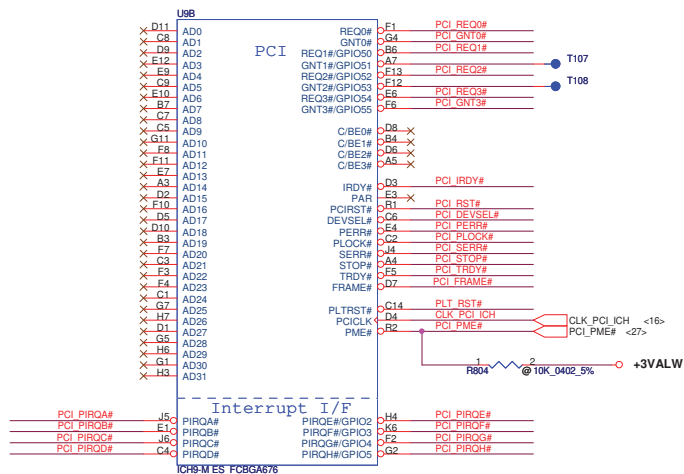 U9B
D11 AD0 REQ0# F1 PCI_REQ0#
C8 AD1 GNT0# G4 PCI_GNT0#
D9 AD2 PCI REQ1#/GPIO50 B6 PCI_REQ1#
E12 AD3 GNT1#/GPIO51 A7 T107
E9 AD4 REQ2#/GPIO52 F13 PCI_REQ2#
C9 AD5 GNT2#/GPIO53 F12 T108
E10 AD6 REQ3#/GPIO54 E6 PCI_REQ3#
B7 AD7 GNT3#/GPIO55 F6 PCI_GNT3#
C7 AD8
C5 AD9 C/BE0# D8
G11 AD10 C/BE1# B4
F8 AD11 C/BE2# D6
F11 AD12 C/BE3# A5
E7 AD13
A3 AD14 IRDY# D3 PCI_IRDY#
D2 AD15 PAR E3
F10 AD16 PCIRST# R1 PCI_RST#
D5 AD17 DEVSEL# C6 PCI_DEVSEL#
D10 AD18 PERR# E4 PCI_PERR#
B3 AD19 PLOCK# C2 PCI_PLOCK#
F7 AD20 SERR# J4 PCI_SERR#
C3 AD21 STOP# A4 PCI_STOP#
F3 AD22 TRDY# F5 PCI_TRDY#
F4 AD23 FRAME# D7 PCI_FRAME#
C1 AD24
G7 AD25 PLTRST# C14 PLT_RST#
H7 AD26 PCICLK D4 CLK_PCI_ICH CLK_PCI_ICH <16>
D1 AD27 PME# R2 PCI_PME# PCI_PME# <27>
G5 AD28
H6 AD29
G1 AD30 1 2 +3VALW
H3 AD31 R804 @ 10K_0402_5%
Interrupt I/F
PCI_PIRQA# J5 PIRQA# PIRQE#/GPIO2 H4 PCI_PIRQE#
PCI_PIRQB# E1 PIRQB# PIRQF#/GPIO3 K6 PCI_PIRQF#
PCI_PIRQC# J6 PIRQC# PIRQG#/GPIO4 F2 PCI_PIRQG#
PCI_PIRQD# C4 PIRQD# PIRQH#/GPIO5 G2 PCI_PIRQH#
ICH9-M ES_FCBGA676